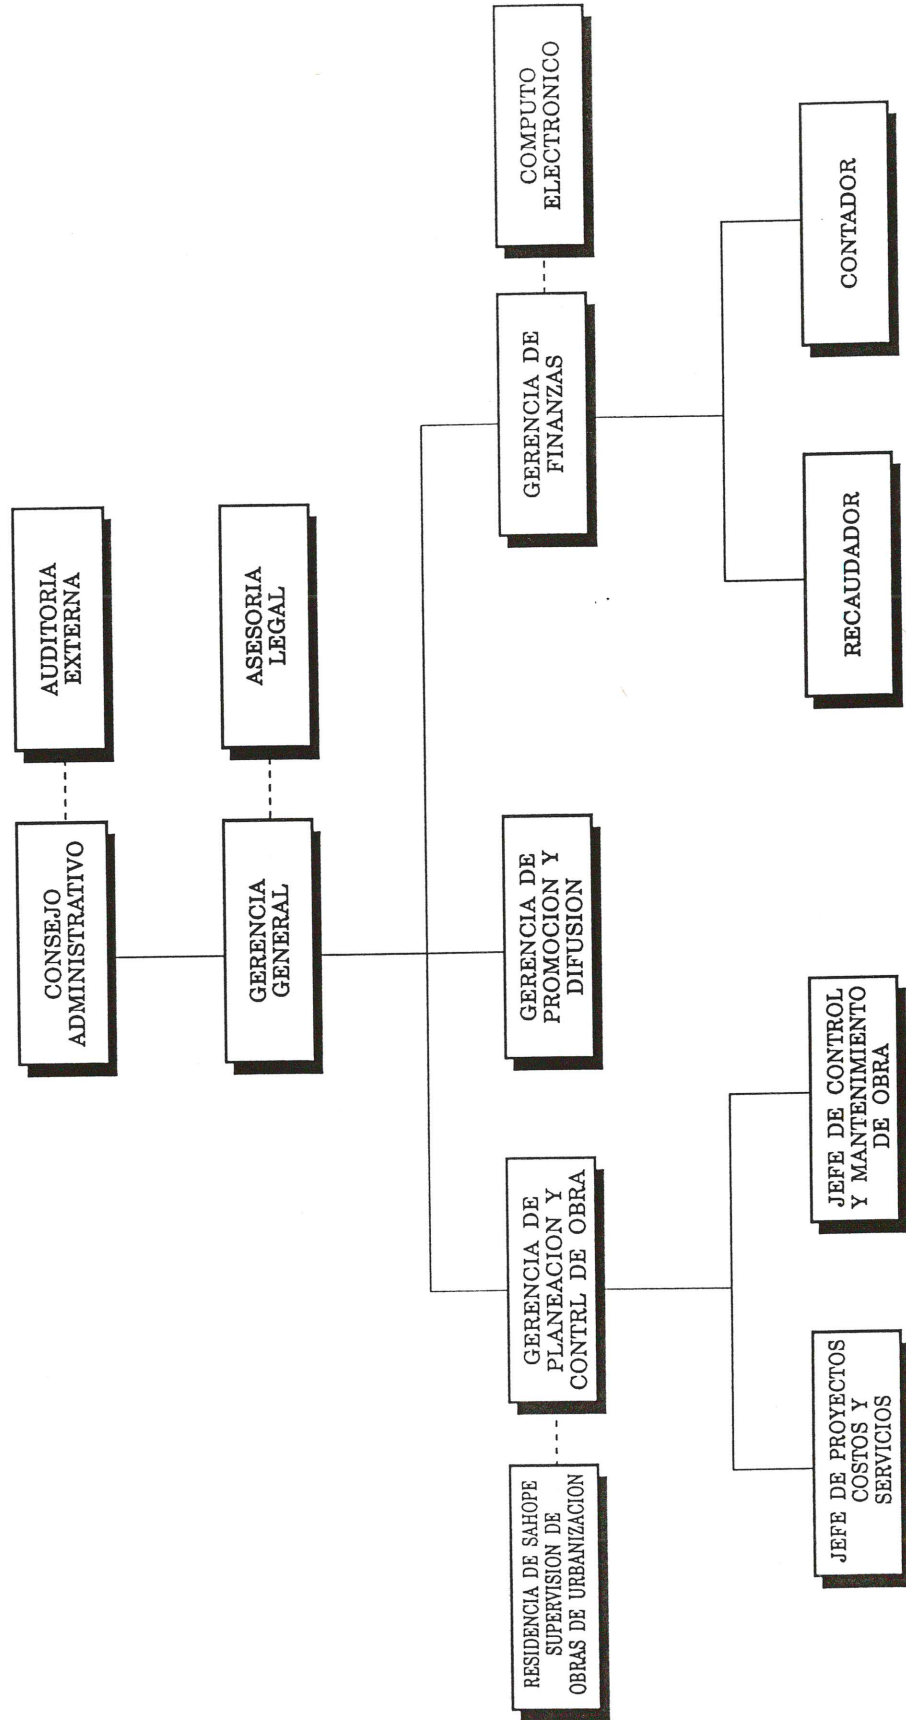 CONSEJO
ADMINISTRATIVO
AUDITORIA
EXTERNA
GERENCIA
GENERAL
ASESORIA
LEGAL
RESIDENCIA DE SAHOPE
SUPERVISION DE
OBRAS DE URBANIZACION
GERENCIA DE
PLANEACION Y
CONTRL DE OBRA
GERENCIA DE
PROMOCION Y
DIFUSION
GERENCIA DE
FINANZAS
COMPUTO
ELECTRONICO
JEFE DE PROYECTOS
COSTOS Y
SERVICIOS
JEFE DE CONTROL
Y MANTENIMIENTO
DE OBRA
RECAUDADOR
CONTADOR